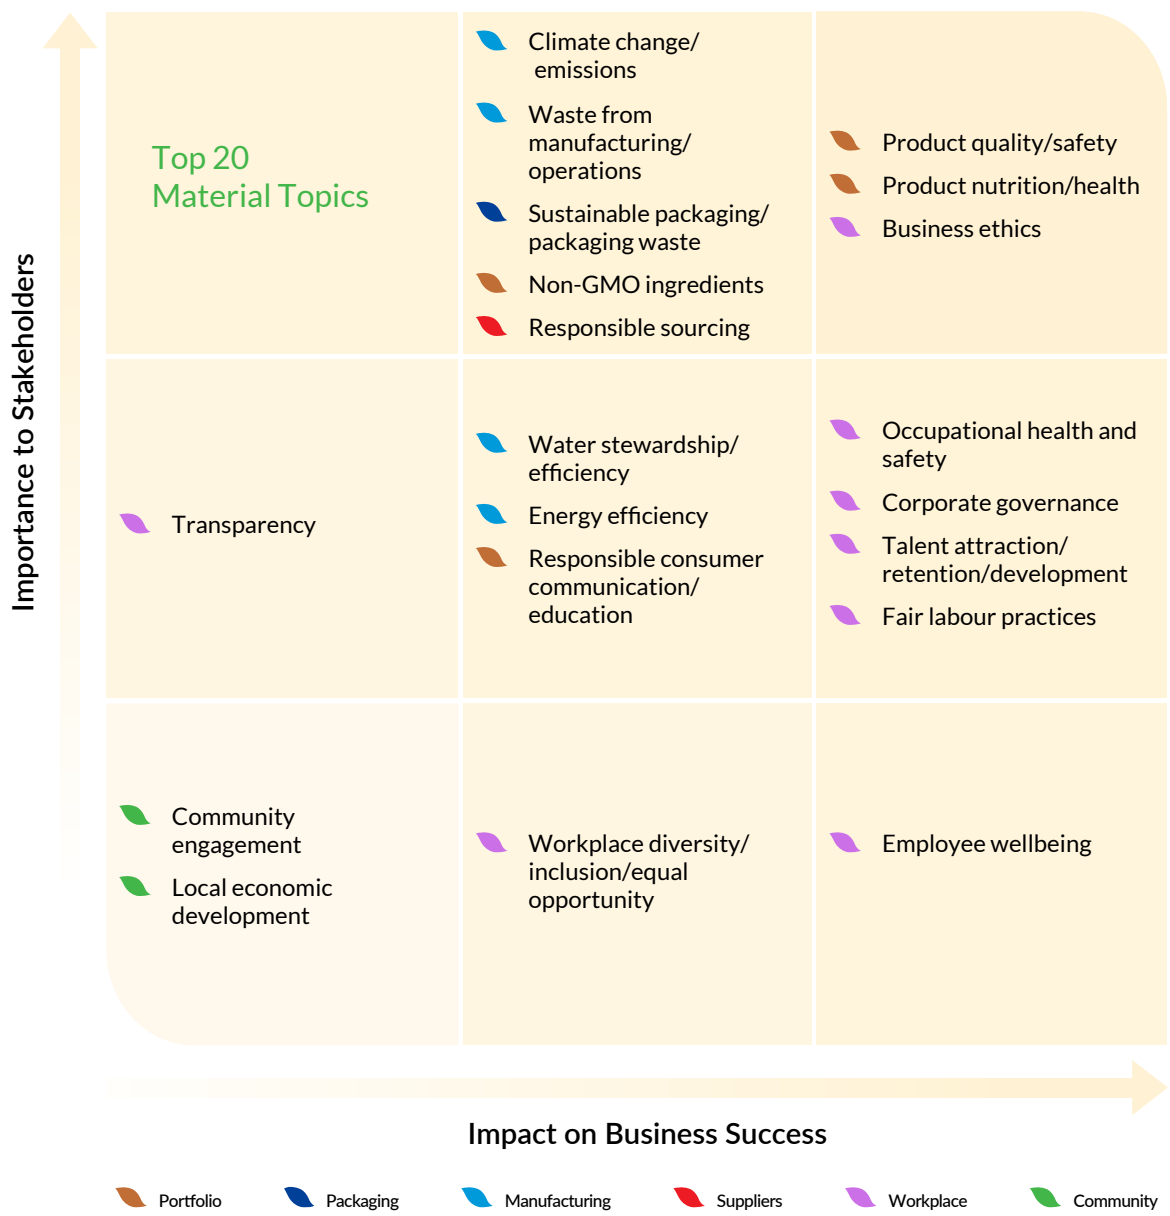 Importance to Stakeholders
Top 20
Material Topics
Climate change/
emissions
Waste from
manufacturing/
operations
Sustainable packaging/
packaging waste
Non-GMO ingredients
Responsible sourcing
Product quality/safety
Product nutrition/health
Business ethics
Transparency
Water stewardship/
efficiency
Energy efficiency
Responsible consumer
communication/
education
Occupational health and
safety
Corporate governance
Talent attraction/
retention/development
Fair labour practices
Community
engagement
Local economic
development
Workplace diversity/
inclusion/equal
opportunity
Employee wellbeing
Impact on Business Success
Portfolio
Packaging
Manufacturing
Suppliers
Workplace
Community